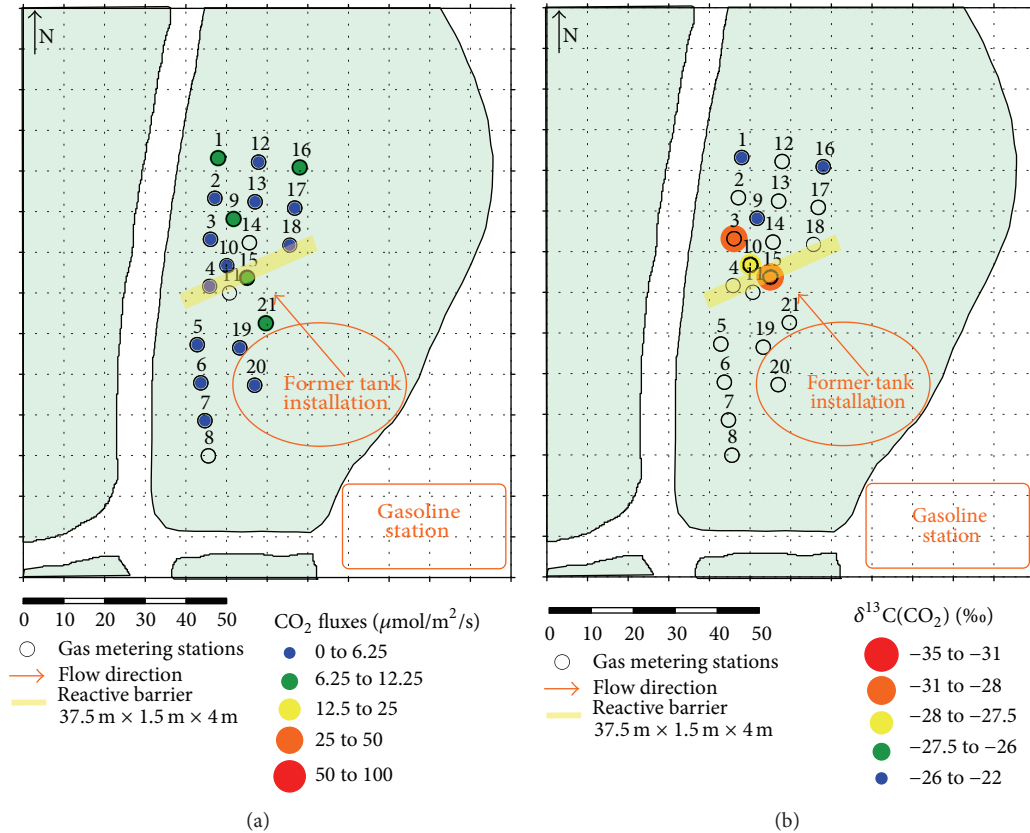 N
1
12
16
2
13
17
9
3
14
18
10
15
4
11
21
5
19
6
20
Former tank
installation
7
8
Gasoline
station
0 10 20 30 40 50
Gas metering stations
Flow direction
Reactive barrier
37.5 m × 1.5 m × 4 m
CO₂ fluxes (μmol/m²/s)
0 to 6.25
6.25 to 12.25
12.5 to 25
25 to 50
50 to 100
(a)
N
1
12
16
2
13
17
9
3
14
18
10
15
4
11
21
5
19
6
20
Former tank
installation
7
8
Gasoline
station
0 10 20 30 40 50
Gas metering stations
Flow direction
Reactive barrier
37.5 m × 1.5 m × 4 m
δ¹³C(CO₂) (‰)
−35 to −31
−31 to −28
−28 to −27.5
−27.5 to −26
−26 to −22
(b)